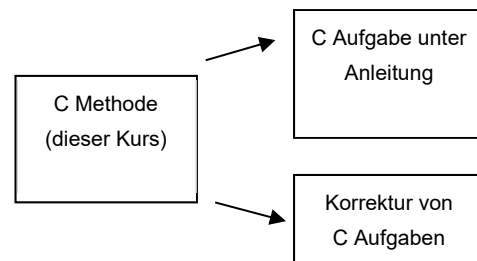 C Methode
(dieser Kurs)
C Aufgabe unter
Anleitung
Korrektur von
C Aufgaben